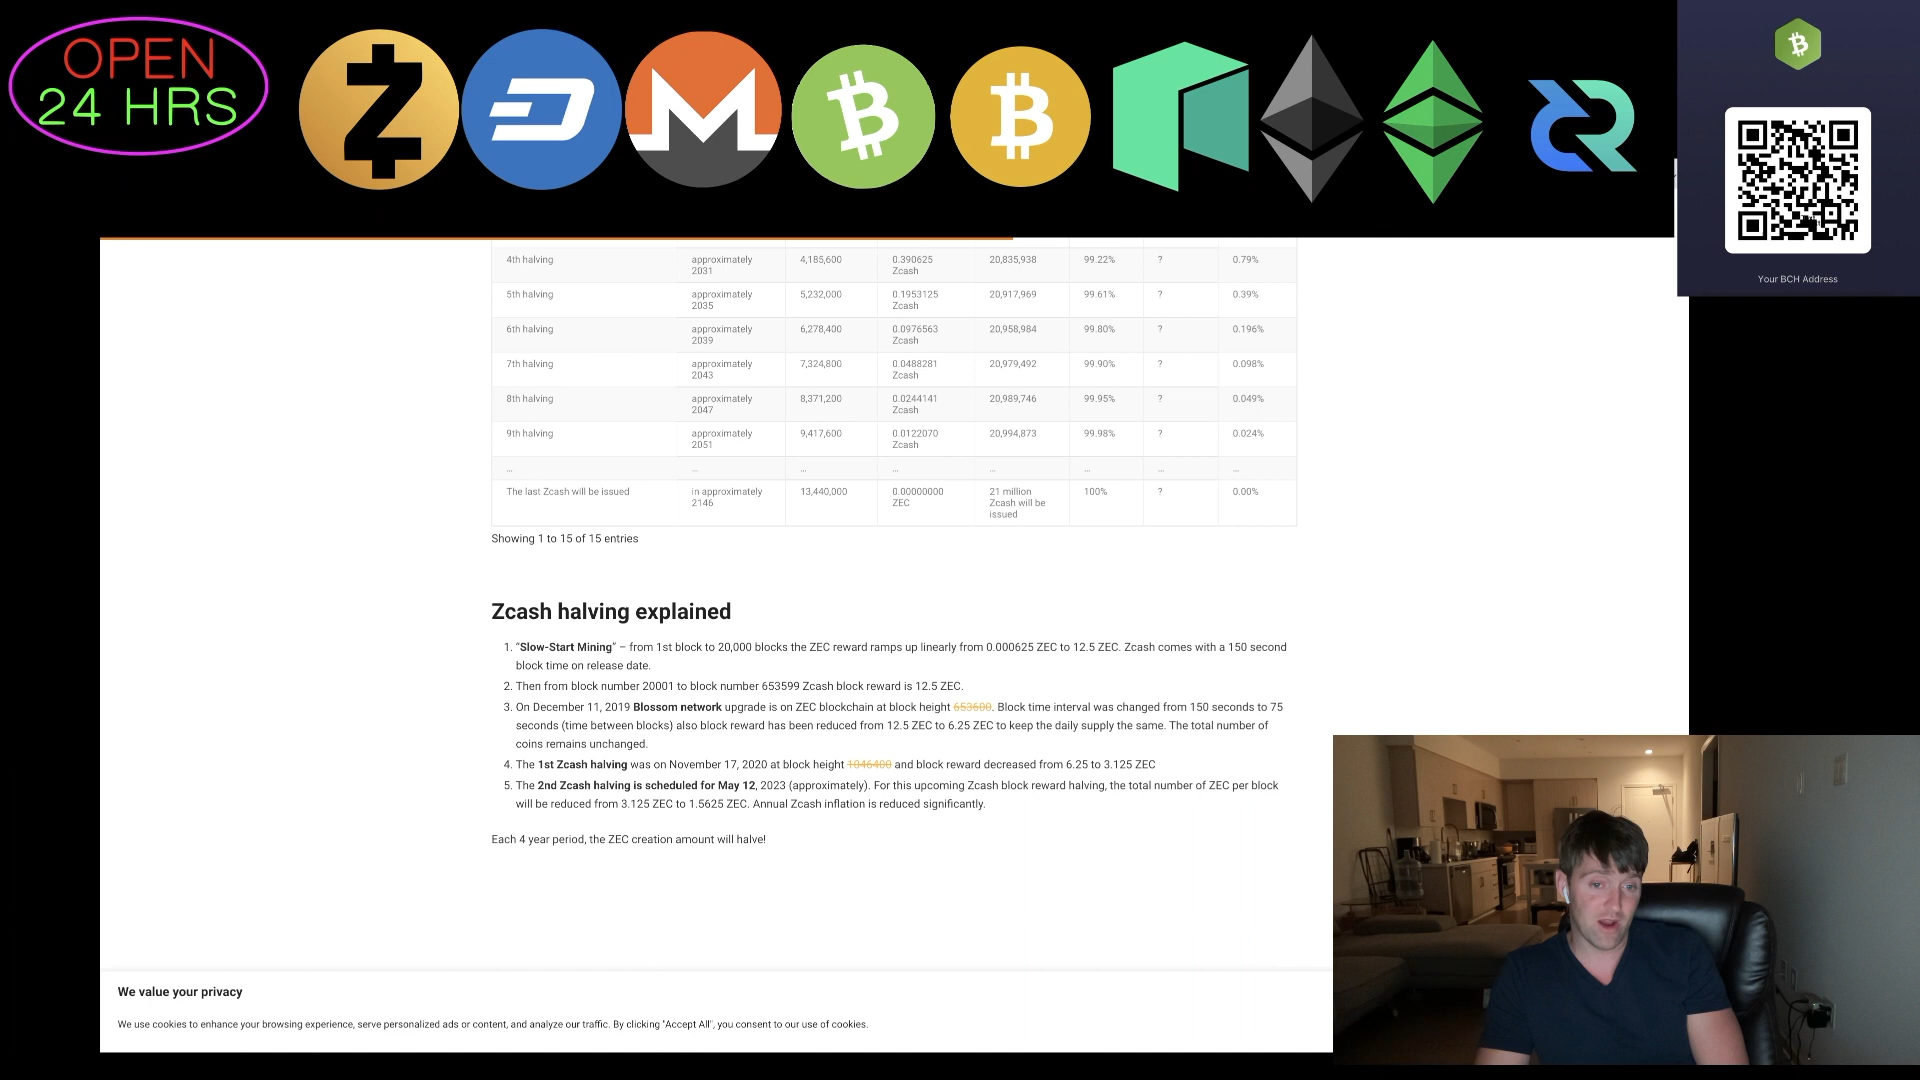 OPEN
24 HRS
Your BCH Address
4th halving approximately 2031 4,185,600 0.390625 Zcash 20,835,938 99.22% ? 0.79%
5th halving approximately 2035 5,232,000 0.1953125 Zcash 20,917,969 99.61% ? 0.39%
6th halving approximately 2039 6,278,400 0.0976563 Zcash 20,958,984 99.80% ? 0.196%
7th halving approximately 2043 7,324,800 0.0488281 Zcash 20,979,492 99.90% ? 0.098%
8th halving approximately 2047 8,371,200 0.0244141 Zcash 20,989,746 99.95% ? 0.049%
9th halving approximately 2051 9,417,600 0.0122070 Zcash 20,994,873 99.98% ? 0.024%
... ... ... ... ... ... ... ...
The last Zcash will be issued in approximately 2146 13,440,000 0.00000000 ZEC 21 million Zcash will be issued 100% ? 0.00%
Showing 1 to 15 of 15 entries
Zcash halving explained
1. “Slow-Start Mining” – from 1st block to 20,000 blocks the ZEC reward ramps up linearly from 0.000625 ZEC to 12.5 ZEC. Zcash comes with a 150 second
block time on release date.
2. Then from block number 20001 to block number 653599 Zcash block reward is 12.5 ZEC.
3. On December 11, 2019 Blossom network upgrade is on ZEC blockchain at block height 653600. Block time interval was changed from 150 seconds to 75
seconds (time between blocks) also block reward has been reduced from 12.5 ZEC to 6.25 ZEC to keep the daily supply the same. The total number of
coins remains unchanged.
4. The 1st Zcash halving was on November 17, 2020 at block height 1046400 and block reward decreased from 6.25 to 3.125 ZEC
5. The 2nd Zcash halving is scheduled for May 12, 2023 (approximately). For this upcoming Zcash block reward halving, the total number of ZEC per block
will be reduced from 3.125 ZEC to 1.5625 ZEC. Annual Zcash inflation is reduced significantly.
Each 4 year period, the ZEC creation amount will halve!
We value your privacy
We use cookies to enhance your browsing experience, serve personalized ads or content, and analyze our traffic. By clicking "Accept All", you consent to our use of cookies.